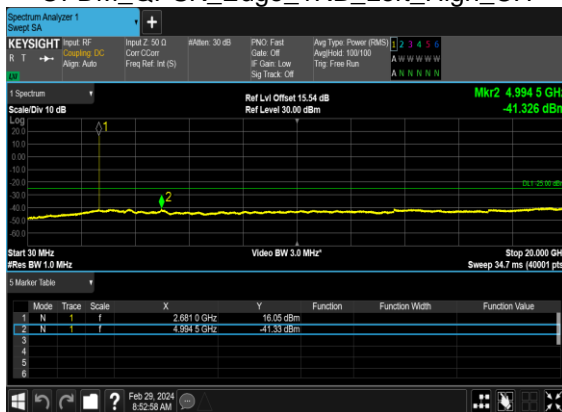 Spectrum Analyzer 1
Swept SA
KEYSIGHT
R T
Input: RF
Coupling: DC
Align: Auto
Input Z: 50 Ω
Corr CCorr
Freq Ref: Int (S)
#Atten: 30 dB
PNO: Fast
Gate: Off
IF Gain: Low
Sig Track: Off
Avg Type: Power (RMS)
Avg|Hold: 100/100
Trig: Free Run
1 2 3 4 5 6
A W W W W W
A N N N N N
1 Spectrum
Scale/Div 10 dB
Ref Lvl Offset 15.54 dB
Ref Level 30.00 dBm
Mkr2 4.994 5 GHz
-41.326 dBm
Log
20.0
10.0
0.00
-10.0
-20.0
-30.0
-40.0
-50.0
-60.0
1
2
Start 30 MHz
#Res BW 1.0 MHz
Video BW 3.0 MHz*
Stop 20.000 GH
Sweep 34.7 ms (40001 pts
5 Marker Table
Mode Trace Scale X Y Function Function Width Function Value
1 N 1 f 2.681 0 GHz 16.05 dBm
2 N 1 f 4.994 5 GHz -41.33 dBm
3
4
5
6
Feb 29, 2024
8:52:58 AM